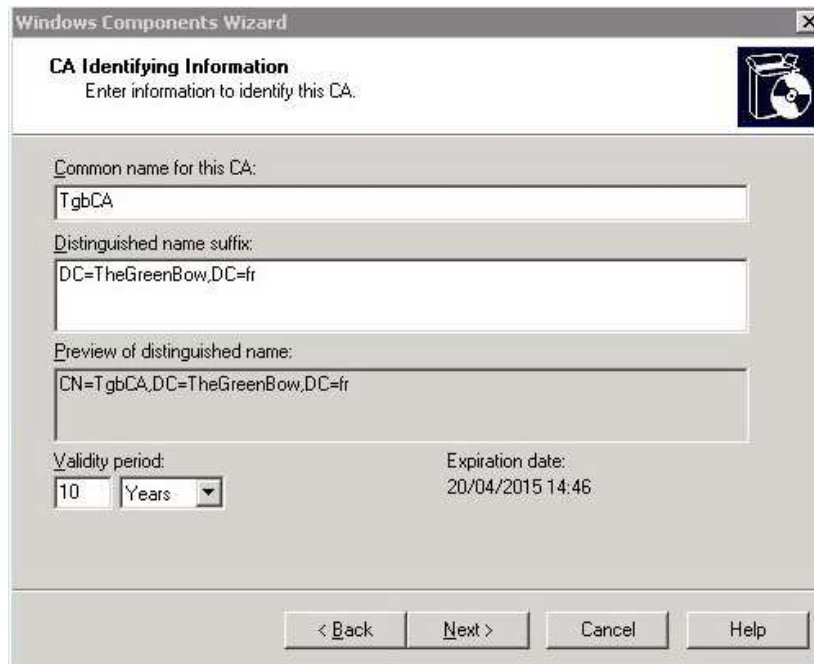 Windows Components Wizard
CA Identifying Information
Enter information to identify this CA.
Common name for this CA:
TgbCA
Distinguished name suffix:
DC=TheGreenBow,DC=fr
Preview of distinguished name:
CN=TgbCA,DC=TheGreenBow,DC=fr
Validity period:
Expiration date:
10 Years
20/04/2015 14:46
< Back Next > Cancel Help